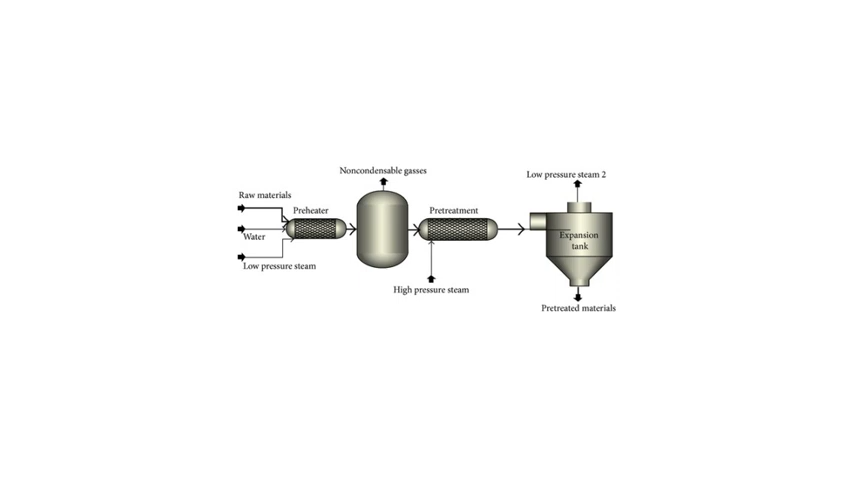 Noncondensable gasses
Low pressure steam 2
Raw materials
Preheater
Pretreatment
Water
Expansion
tank
Low pressure steam
High pressure steam
Pretreated materials